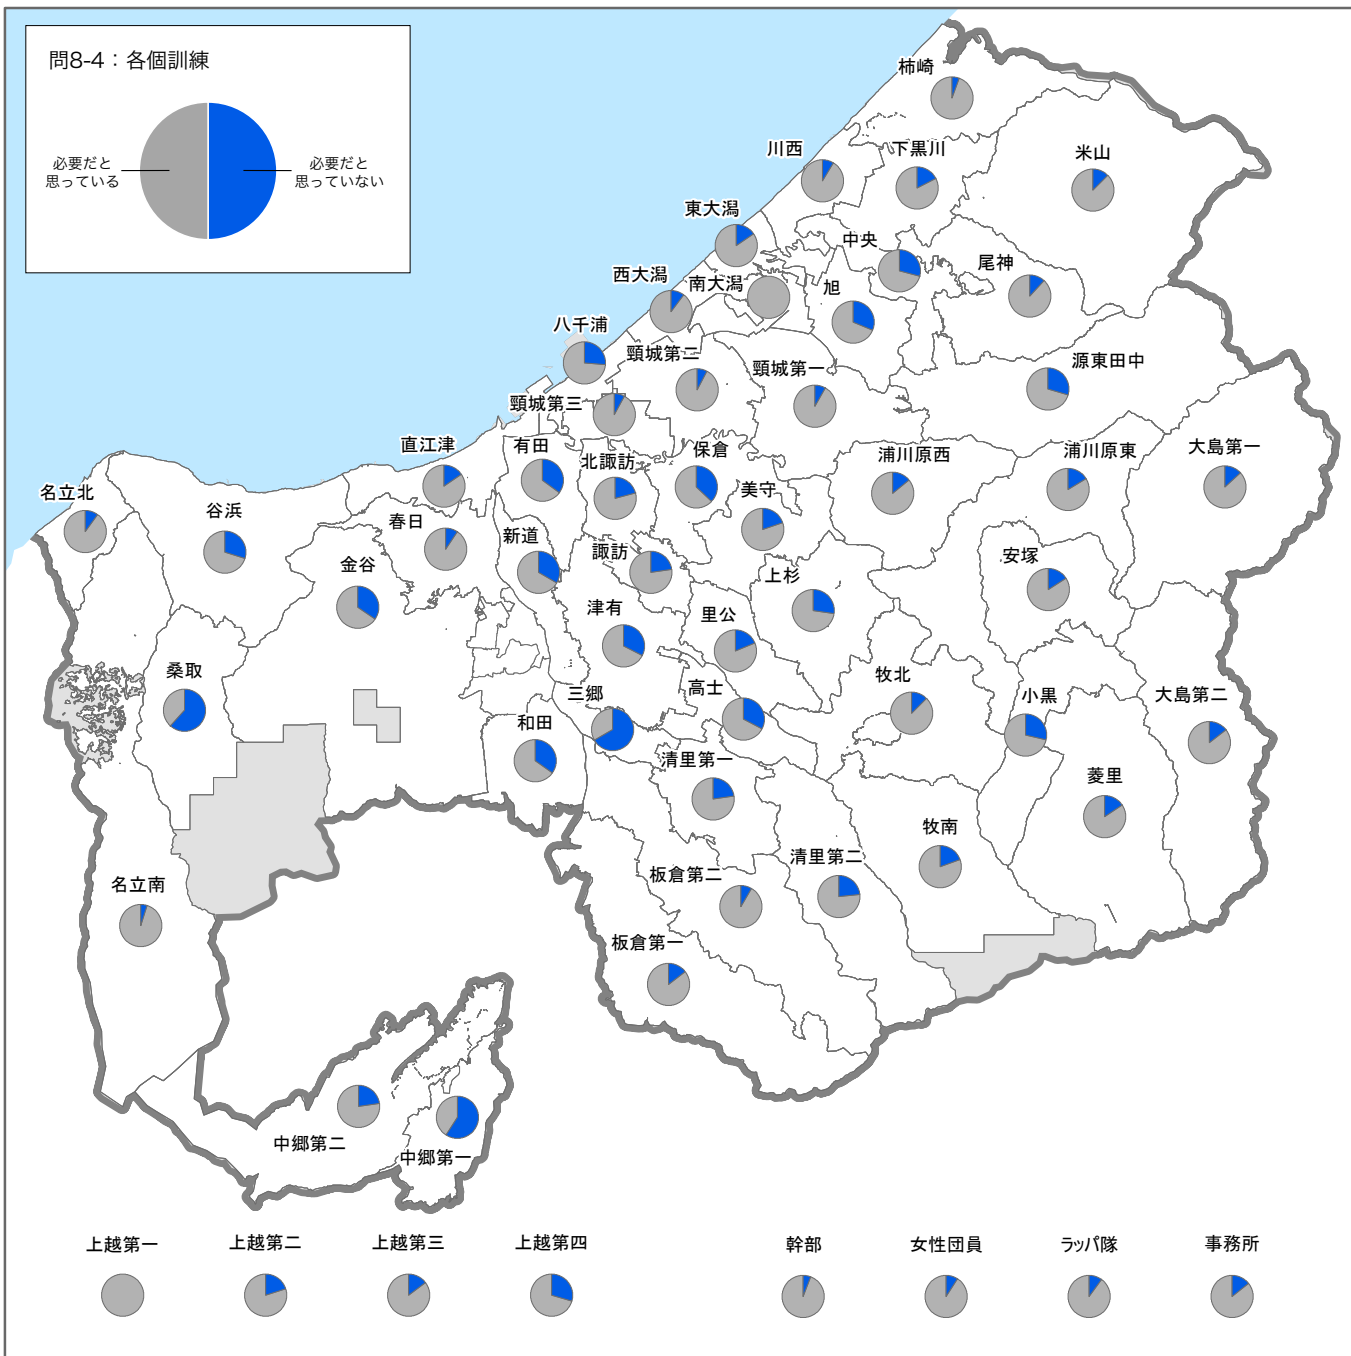 問8-4：各個訓練
必要だと
思っている
必要だと
思っていない
柿崎
川西
下黒川
米山
東大潟
中央
尾神
西大潟
南大潟
旭
八千浦
頸城第二
頸城第一
源東田中
頸城第三
直江津
有田
北諏訪
保倉
浦川原西
浦川原東
大島第一
名立北
谷浜
春日
美守
新道
諏訪
金谷
安塚
上杉
津有
里公
桑取
三郷
高士
牧北
小黒
大島第二
和田
清里第一
菱里
牧南
清里第二
板倉第二
名立南
板倉第一
中郷第二
中郷第一
上越第一
上越第二
上越第三
上越第四
幹部
女性団員
ラッパ隊
事務所